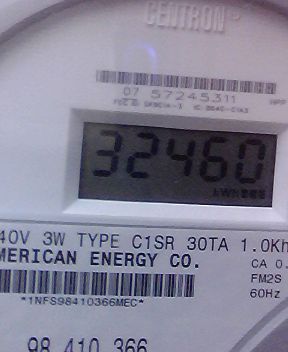 CENTRON
07 57245311
32460
40V 3W TYPE C1SR 30TA 1.0Kh
MERICAN ENERGY CO.
CA 0.
FM2S
60Hz
*1NFS98410366MEC*
98 410 366